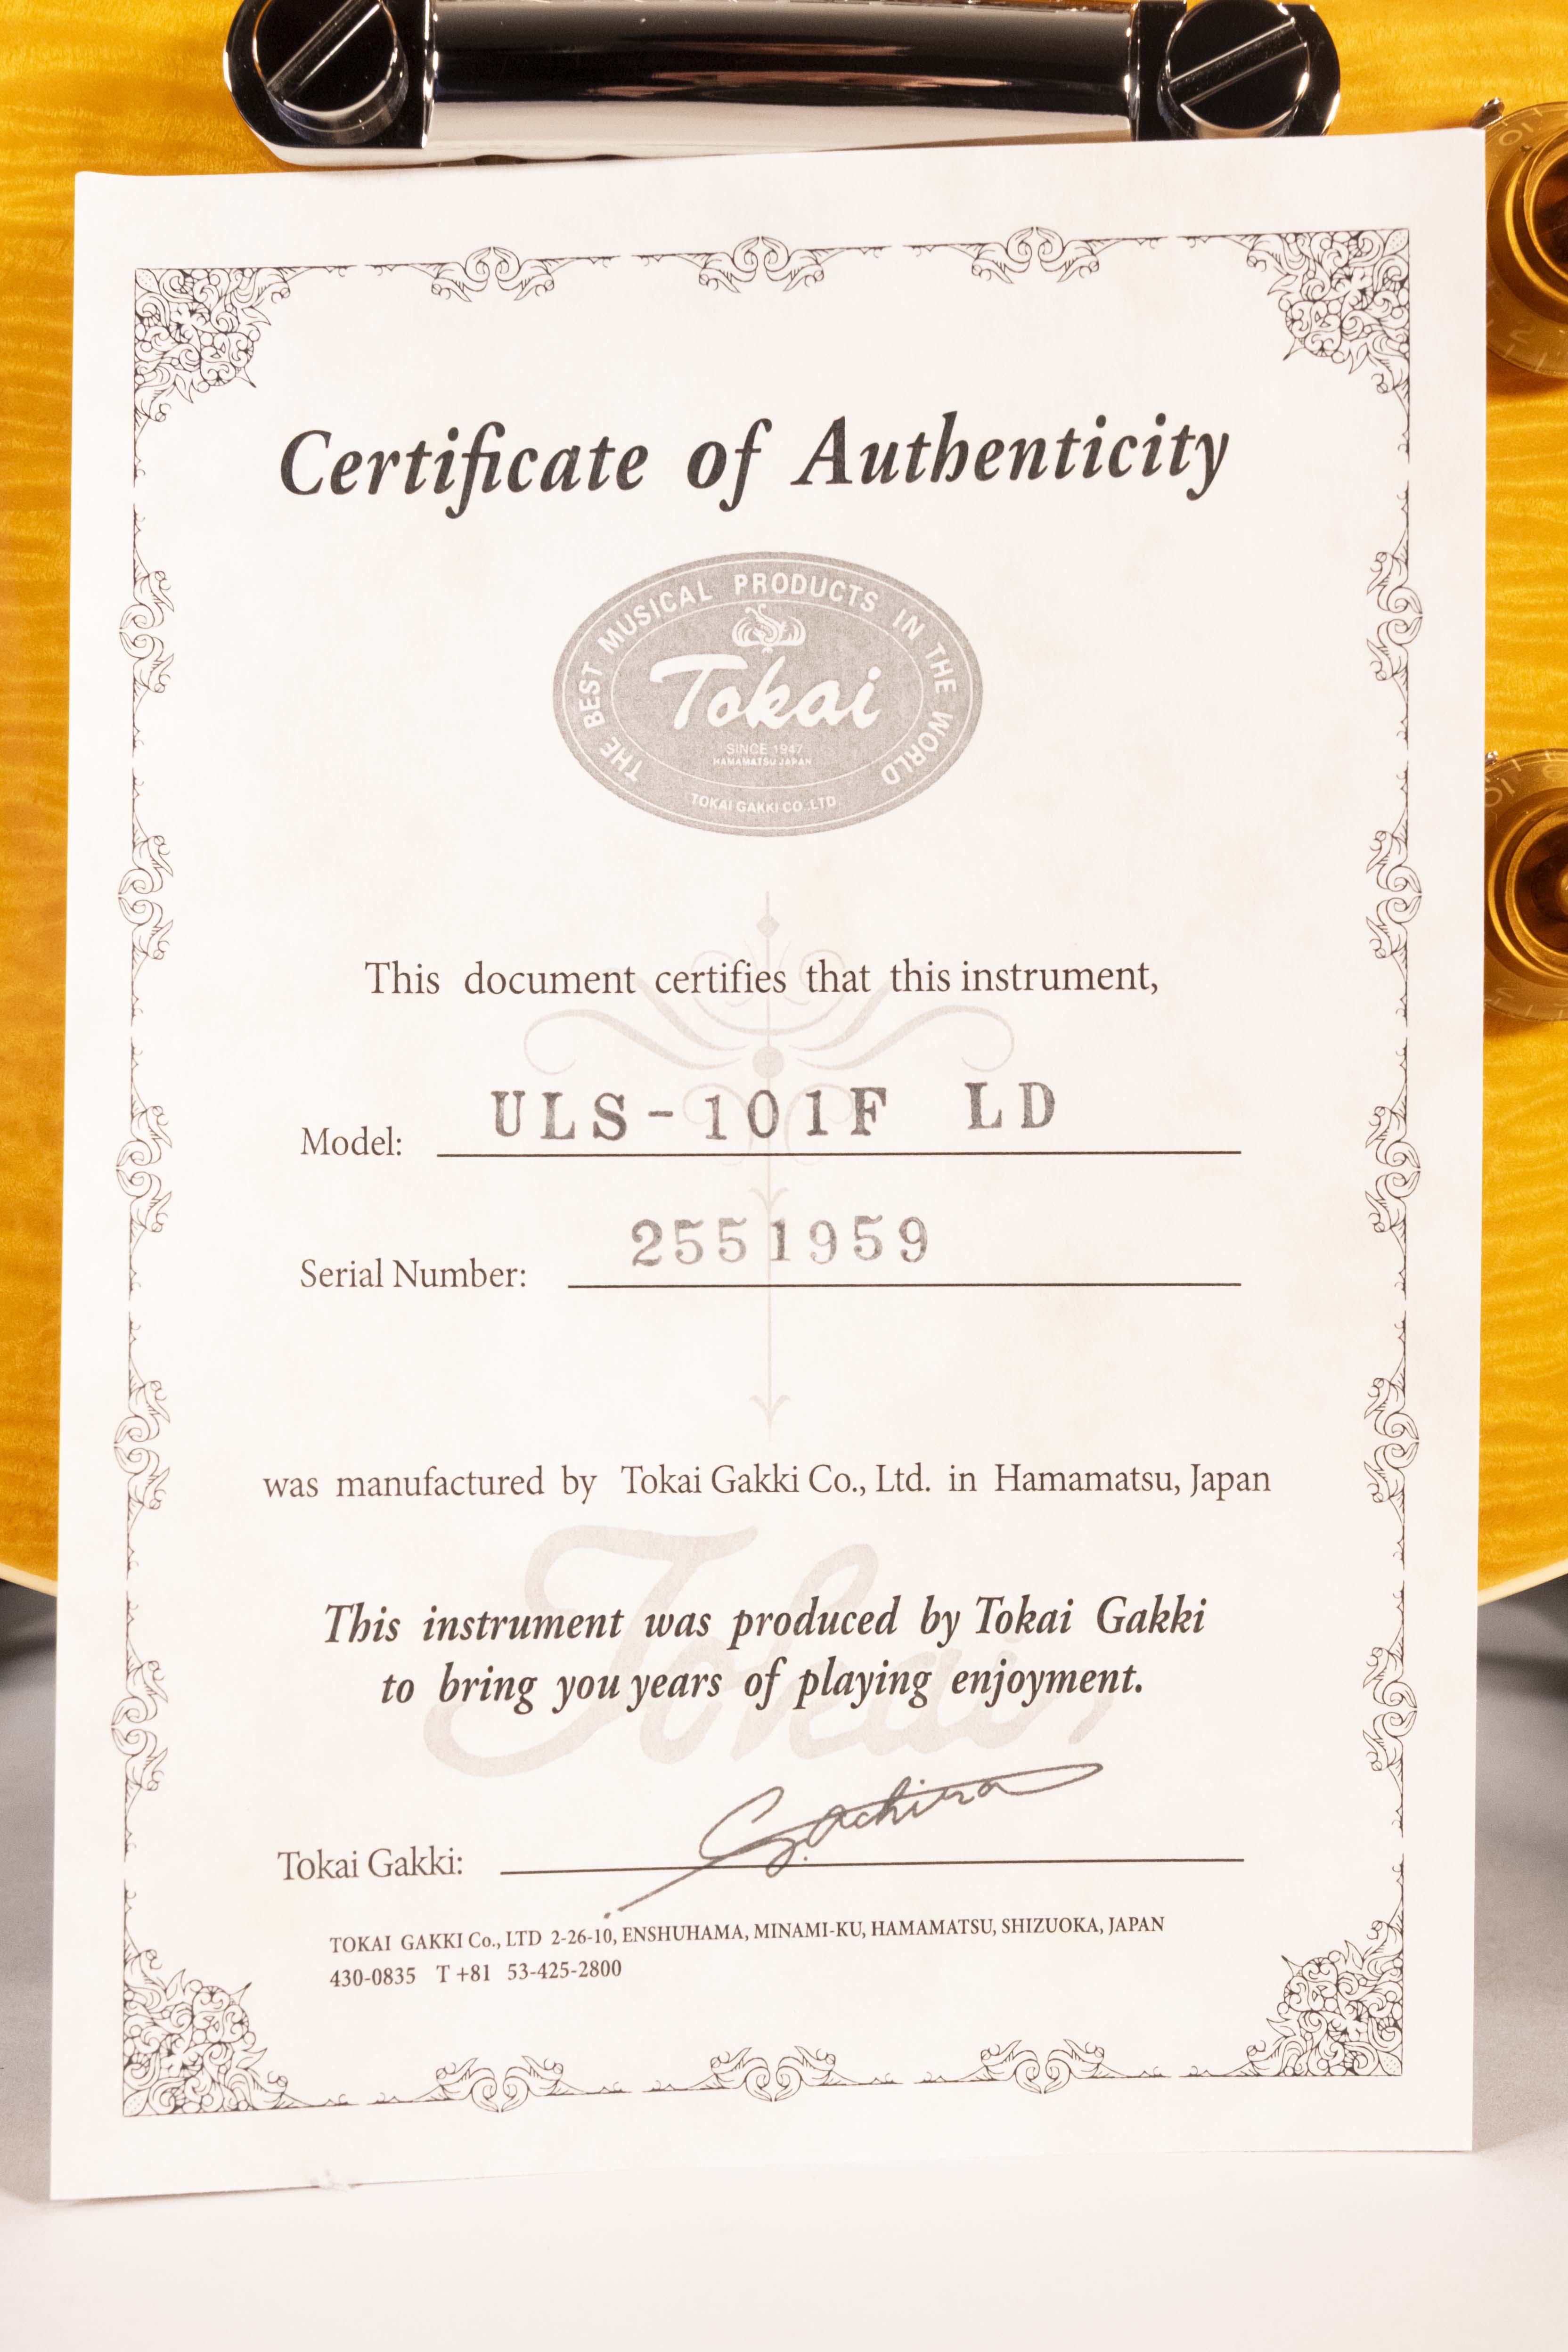 Certificate of Authenticity
THE BEST MUSICAL PRODUCTS IN THE WORLD
Tokai
SINCE 1947
HAMAMATSU JAPAN
TOKAI GAKKI CO.,LTD.
This document certifies that this instrument,
Model: ULS-101F LD
Serial Number: 2551959
was manufactured by Tokai Gakki Co., Ltd. in Hamamatsu, Japan
Tokai
This instrument was produced by Tokai Gakki
to bring you years of playing enjoyment.
Tokai Gakki:
TOKAI GAKKI Co., LTD 2-26-10, ENSHUHAMA, MINAMI-KU, HAMAMATSU, SHIZUOKA, JAPAN
430-0835 T +81 53-425-2800